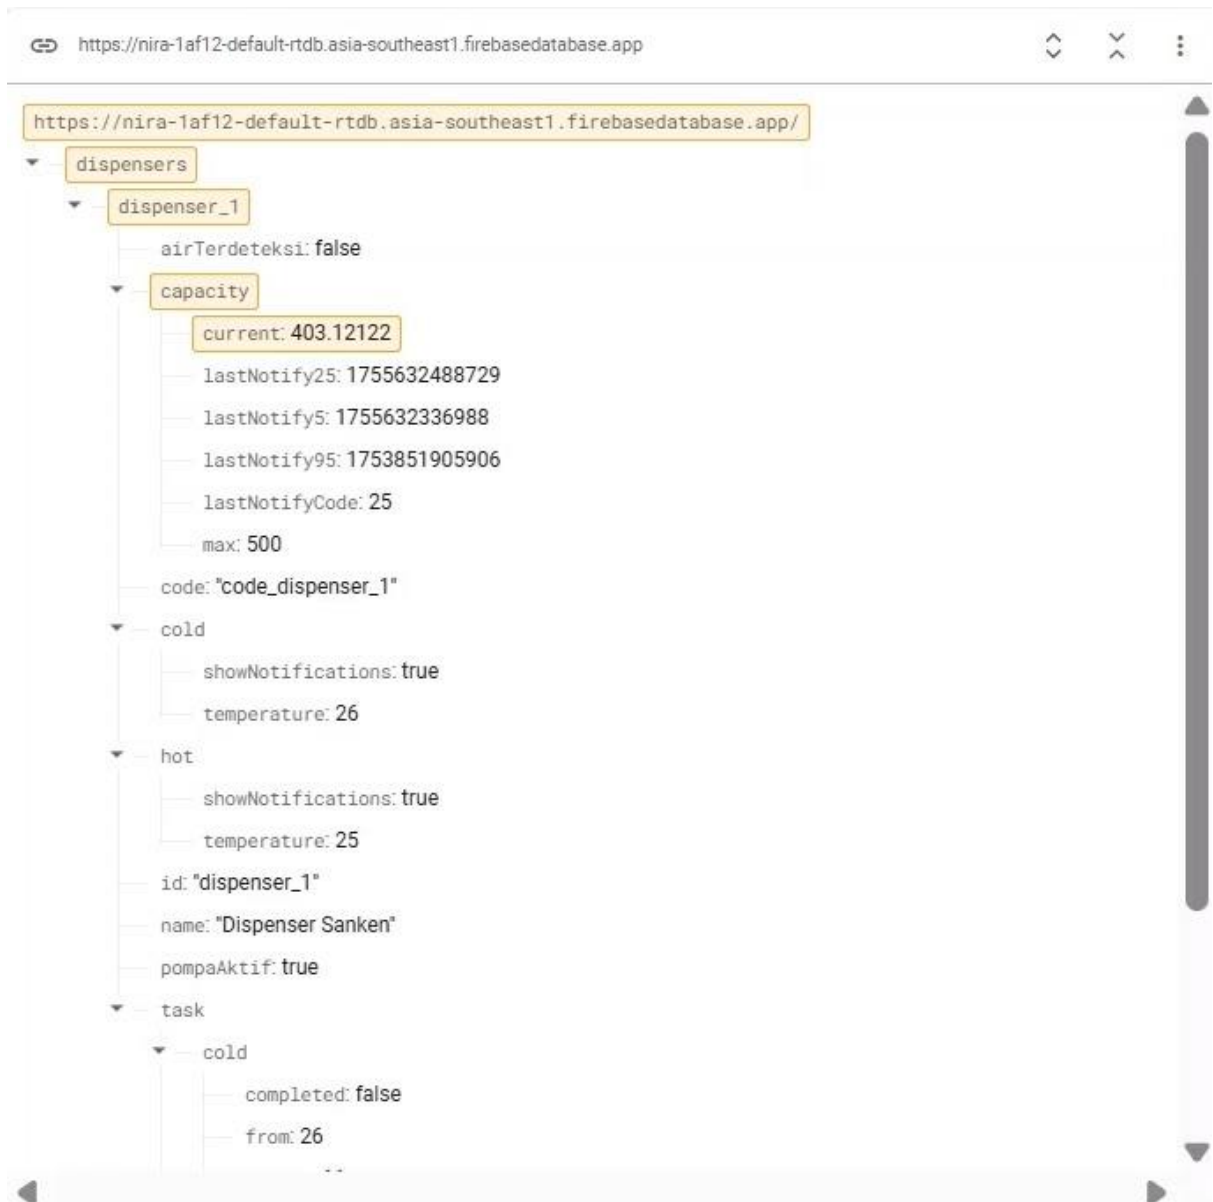 https://nira-1af12-default-rtdb.asia-southeast1.firebasedatabase.app
https://nira-1af12-default-rtdb.asia-southeast1.firebasedatabase.app/
dispensers
dispenser_1
airTerdeteksi: false
capacity
current: 403.12122
lastNotify25: 1755632488729
lastNotify5: 1755632336988
lastNotify95: 1753851905906
lastNotifyCode: 25
max: 500
code: "code_dispenser_1"
cold
showNotifications: true
temperature: 26
hot
showNotifications: true
temperature: 25
id: "dispenser_1"
name: "Dispenser Sanken"
pompaAktif: true
task
cold
completed: false
from: 26